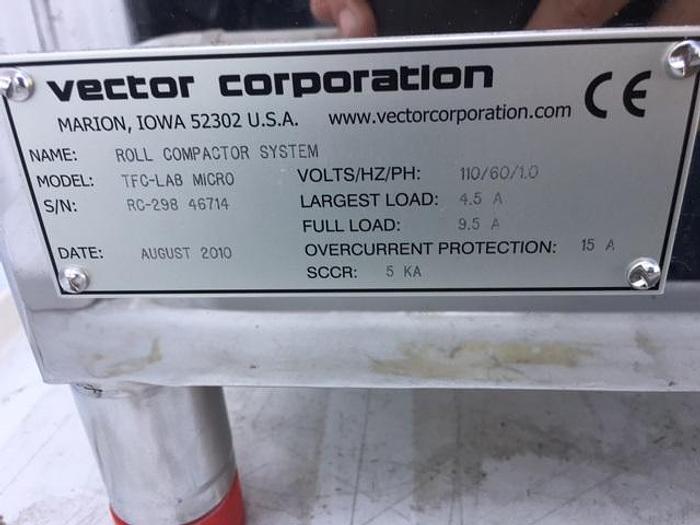 vector corporation CE
MARION, IOWA 52302 U.S.A. www.vectorcorporation.com
NAME: ROLL COMPACTOR SYSTEM
MODEL: TFC-LAB MICRO VOLTS/HZ/PH: 110/60/1.0
S/N: RC-298 46714 LARGEST LOAD: 4.5 A
FULL LOAD: 9.5 A
DATE: AUGUST 2010 OVERCURRENT PROTECTION: 15 A
SCCR: 5 KA